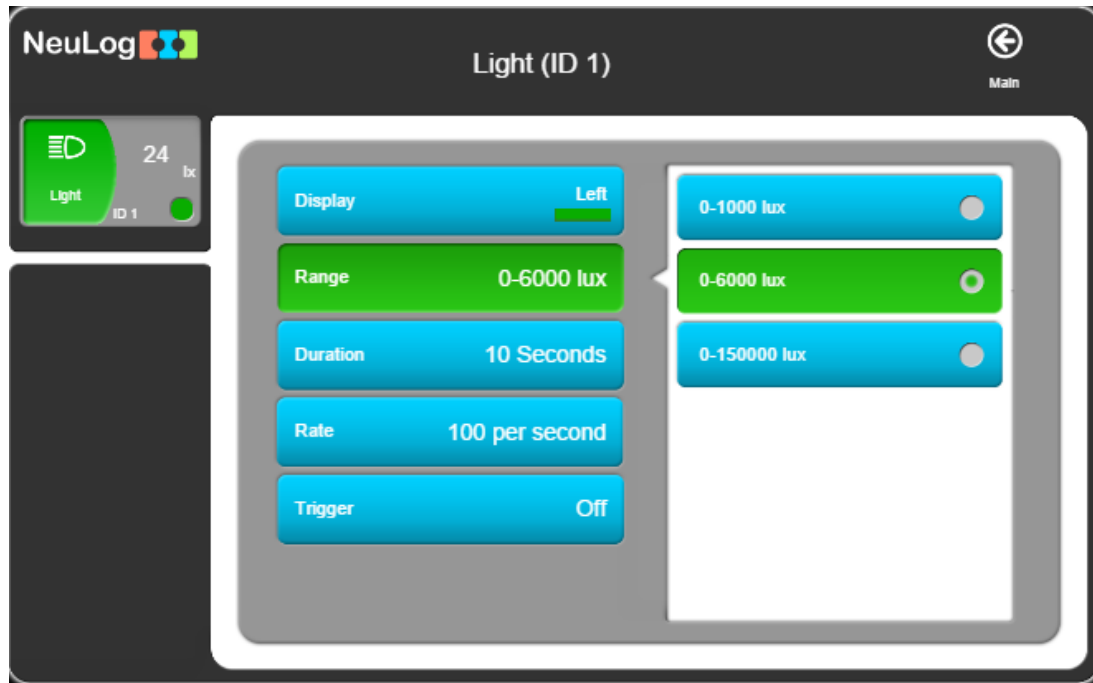 NeuLog
Light (ID 1)
Main
24
lx
Light
ID 1
Display Left
Range 0-6000 lux
Duration 10 Seconds
Rate 100 per second
Trigger Off
0-1000 lux
0-6000 lux
0-150000 lux